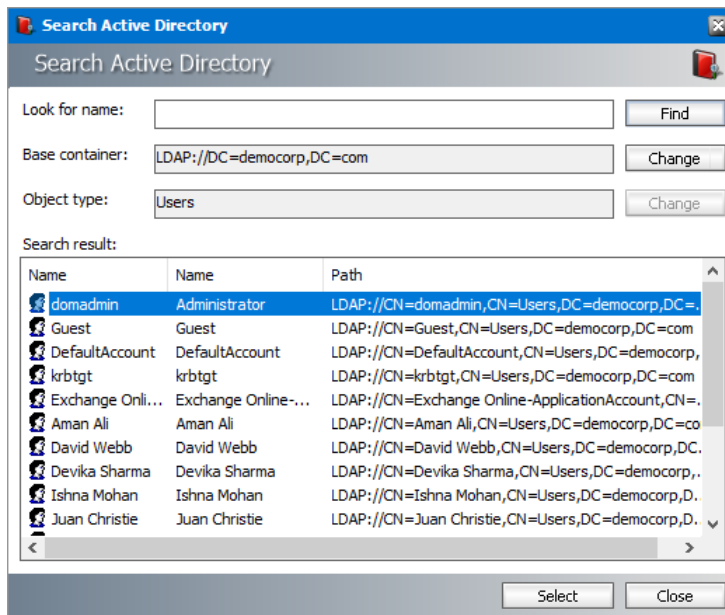 Search Active Directory
Search Active Directory
Look for name: Find
Base container: LDAP://DC=democorp,DC=com Change
Object type: Users Change
Search result:
Name Name Path
domadmin Administrator LDAP://CN=domadmin,CN=Users,DC=democorp,DC=...
Guest Guest LDAP://CN=Guest,CN=Users,DC=democorp,DC=com
DefaultAccount DefaultAccount LDAP://CN=DefaultAccount,CN=Users,DC=democorp,
krbtgt krbtgt LDAP://CN=krbtgt,CN=Users,DC=democorp,DC=com
Exchange Onli... Exchange Online-... LDAP://CN=Exchange Online-ApplicationAccount,CN=...
Aman Ali Aman Ali LDAP://CN=Aman Ali,CN=Users,DC=democorp,DC=co
David Webb David Webb LDAP://CN=David Webb,CN=Users,DC=democorp,DC...
Devika Sharma Devika Sharma LDAP://CN=Devika Sharma,CN=Users,DC=democorp,...
Ishna Mohan Ishna Mohan LDAP://CN=Ishna Mohan,CN=Users,DC=democorp,D...
Juan Christie Juan Christie LDAP://CN=Juan Christie,CN=Users,DC=democorp,D...
Select Close